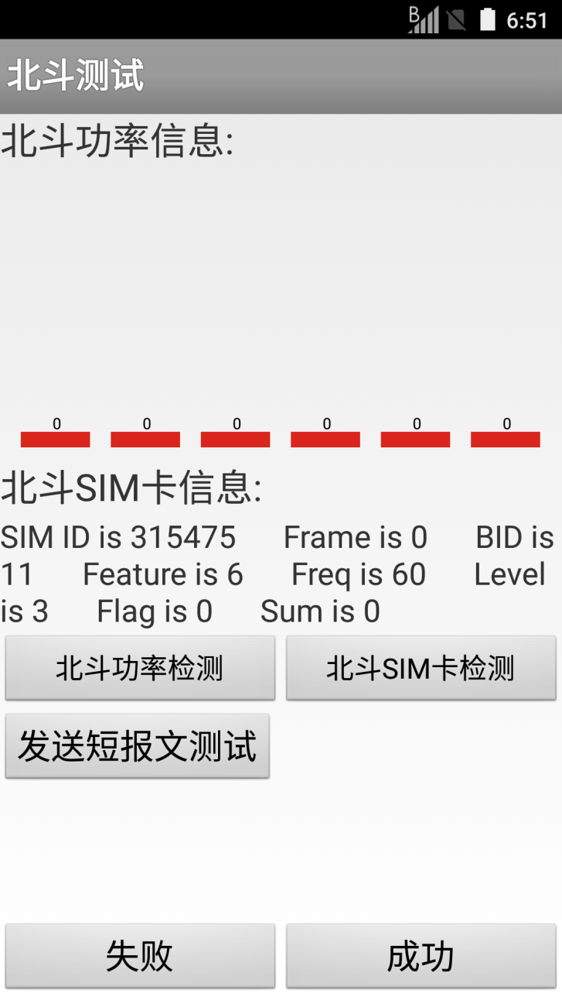 B 6:51
北斗测试
北斗功率信息:
0 0 0 0 0 0
北斗SIM卡信息:
SIM ID is 315475 Frame is 0 BID is
11 Feature is 6 Freq is 60 Level
is 3 Flag is 0 Sum is 0
北斗功率检测 北斗SIM卡检测
发送短报文测试
失败 成功